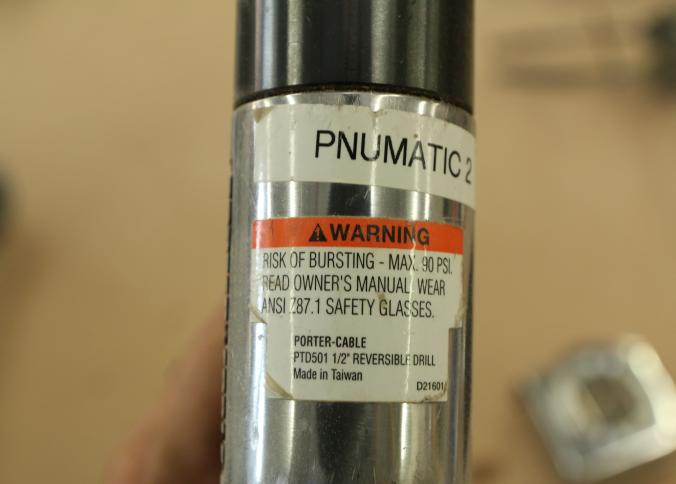 PNUMATIC 2
WARNING
RISK OF BURSTING - MAX. 90 PSI.
READ OWNER'S MANUAL. WEAR
ANSI Z87.1 SAFETY GLASSES.
PORTER-CABLE
PTD501 1/2" REVERSIBLE DRILL
Made in Taiwan
D21601